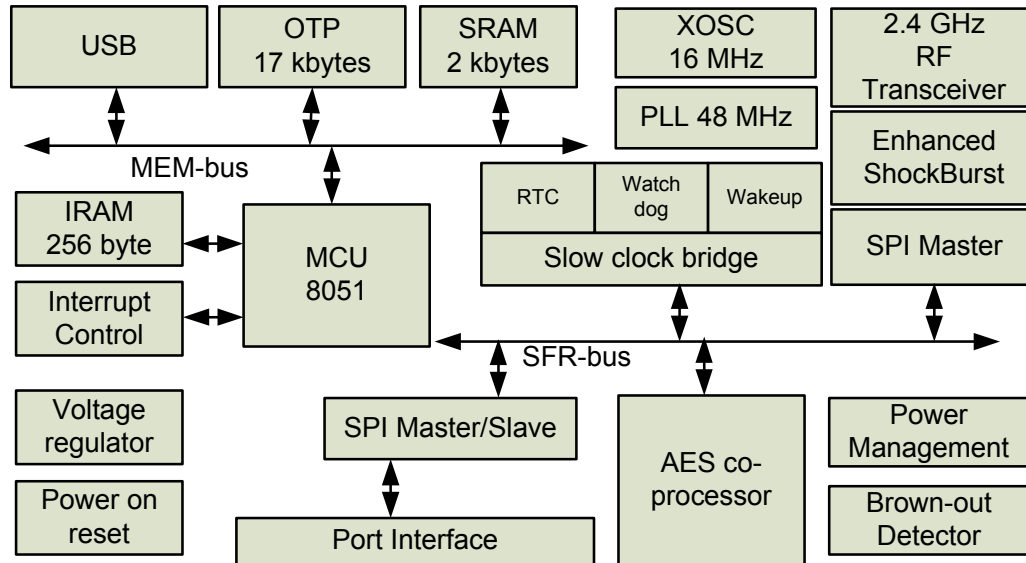 USB
OTP
17 kbytes
SRAM
2 kbytes
XOSC
16 MHz
2.4 GHz
RF
Transceiver
PLL 48 MHz
Enhanced
ShockBurst
MEM-bus
RTC
Watch
dog
Wakeup
IRAM
256 byte
MCU
8051
Slow clock bridge
SPI Master
Interrupt
Control
SFR-bus
Voltage
regulator
SPI Master/Slave
AES co-
processor
Power
Management
Power on
reset
Port Interface
Brown-out
Detector